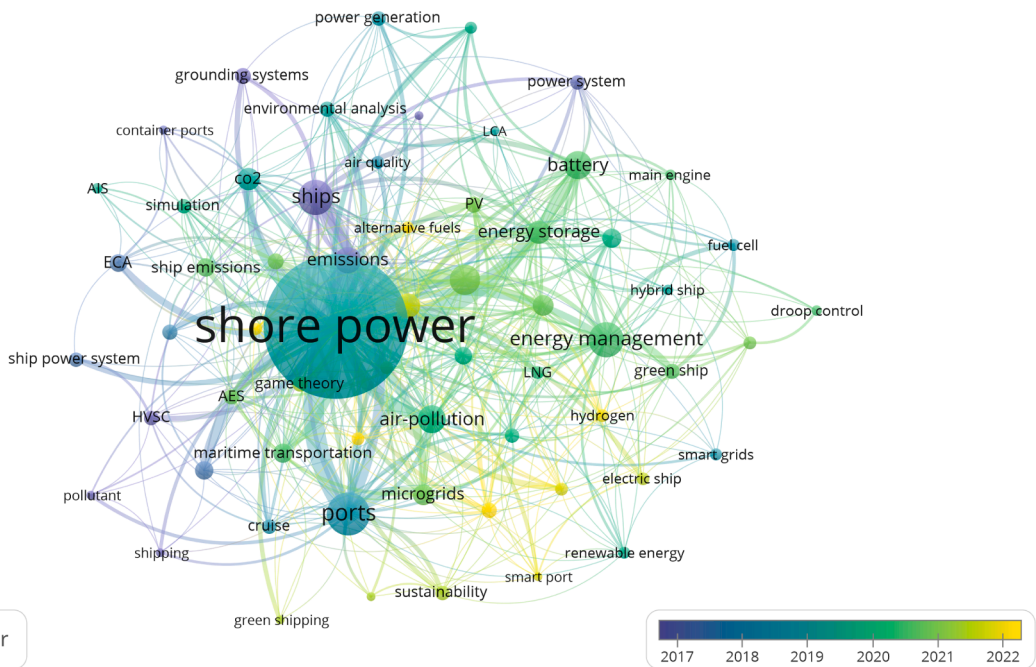 power generation
grounding systems
power system
environmental analysis
container ports
LCA
air quality
battery
main engine
co2
AIS
ships
simulation
PV
alternative fuels
energy storage
fuel cell
emissions
ECA
ship emissions
hybrid ship
droop control
shore power
energy management
ship power system
green ship
LNG
game theory
AES
HVSC
air-pollution
hydrogen
maritime transportation
smart grids
electric ship
pollutant
microgrids
ports
cruise
shipping
renewable energy
smart port
sustainability
green shipping
r
2017 2018 2019 2020 2021 2022